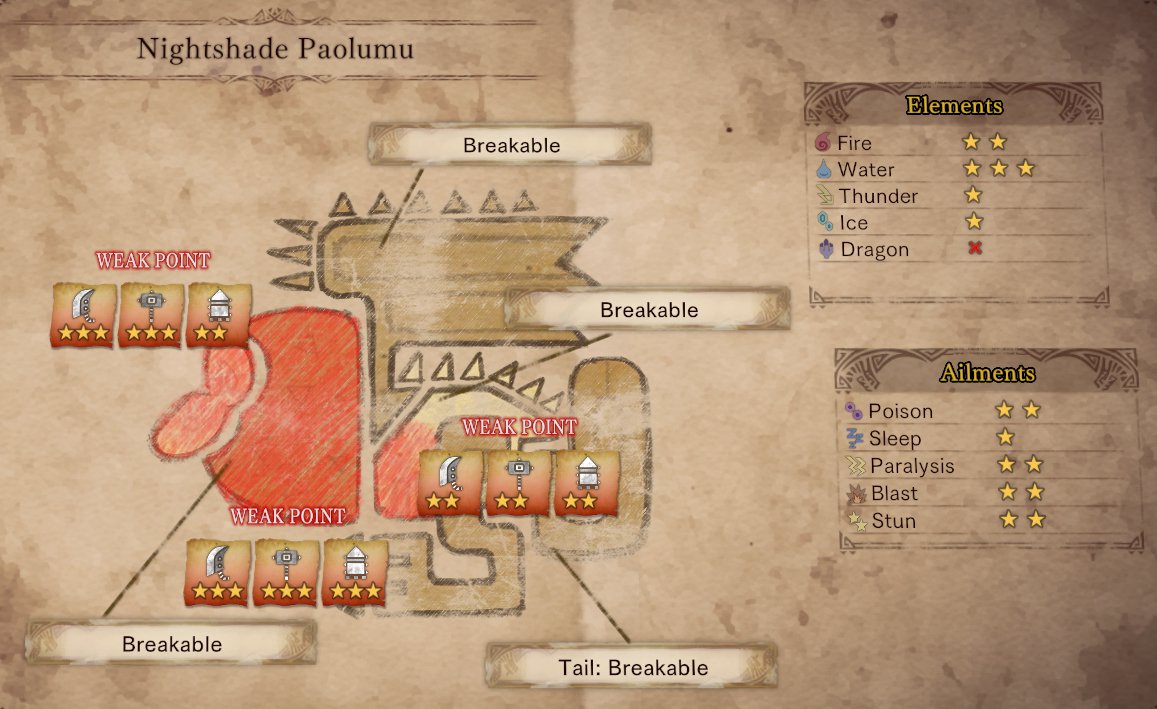 Nightshade Paolumu
Breakable
Elements
Fire
Water
Thunder
Ice
Dragon
WEAK POINT
Breakable
Ailments
Poison
Sleep
Paralysis
Blast
Stun
WEAK POINT
WEAK POINT
Breakable
Tail: Breakable